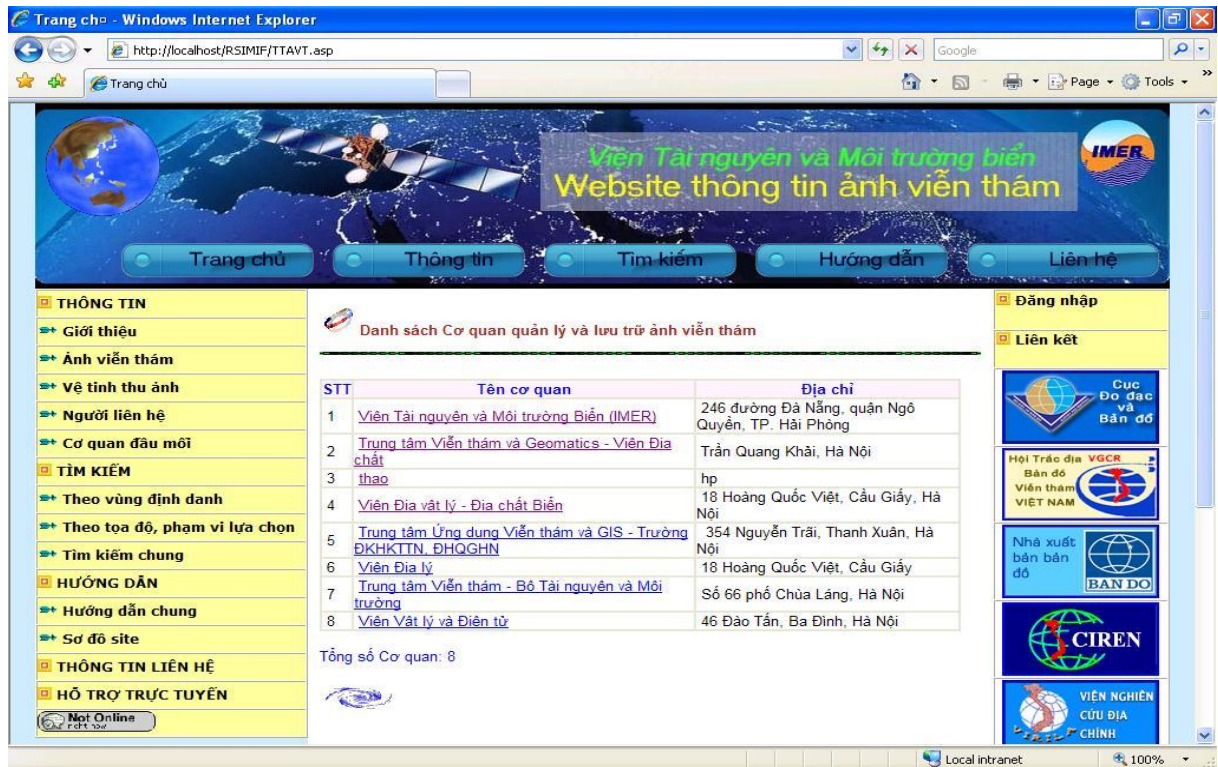 Trang ch¤ - Windows Internet Explorer
http://localhost/RSIMIF/TTAVT.asp
Google
Trang chủ
Page
Tools
Viện Tài nguyên và Môi trường biển
IMER
Website thông tin ảnh viễn thám
Trang chủ
Thông tin
Tìm kiếm
Hướng dẫn
Liên hệ
THÔNG TIN
Giới thiệu
Ảnh viễn thám
Vệ tinh thu ảnh
Người liên hệ
Cơ quan đầu mối
TÌM KIẾM
Theo vùng định danh
Theo tọa độ, phạm vi lựa chọn
Tìm kiếm chung
HƯỚNG DẪN
Hướng dẫn chung
Sơ đồ site
THÔNG TIN LIÊN HỆ
HỖ TRỢ TRỰC TUYẾN
Not Online
right now
Danh sách Cơ quan quản lý và lưu trữ ảnh viễn thám
STT Tên cơ quan Địa chỉ
1 Viện Tài nguyên và Môi trường Biển (IMER) 246 đường Đà Nẵng, quận Ngô
Quyền, TP. Hải Phòng
2 Trung tâm Viễn thám và Geomatics - Viện Địa
chất Trần Quang Khải, Hà Nội
3 thao hp
4 Viện Địa vật lý - Địa chất Biển 18 Hoàng Quốc Việt, Cầu Giấy, Hà
Nội
5 Trung tâm Ứng dụng Viễn thám và GIS - Trường
ĐKHKTTN, ĐHQGHN 354 Nguyễn Trãi, Thanh Xuân, Hà
Nội
6 Viện Địa lý 18 Hoàng Quốc Việt, Cầu Giấy
7 Trung tâm Viễn thám - Bộ Tài nguyên và Môi
trường Số 66 phố Chùa Láng, Hà Nội
8 Viện Vật lý và Điện tử 46 Đào Tấn, Ba Đình, Hà Nội
Tổng số Cơ quan: 8
Đăng nhập
Liên kết
Cục
Đo đạc
và
Bản đồ
Hội Trắc địa VGCR
Bản đồ
Viễn thám
VIỆT NAM
Nhà xuất
bản bản
đồ
BAN DO
CIREN
VIỆN NGHIÊN
CỨU ĐỊA
CHÍNH
Local intranet
100%